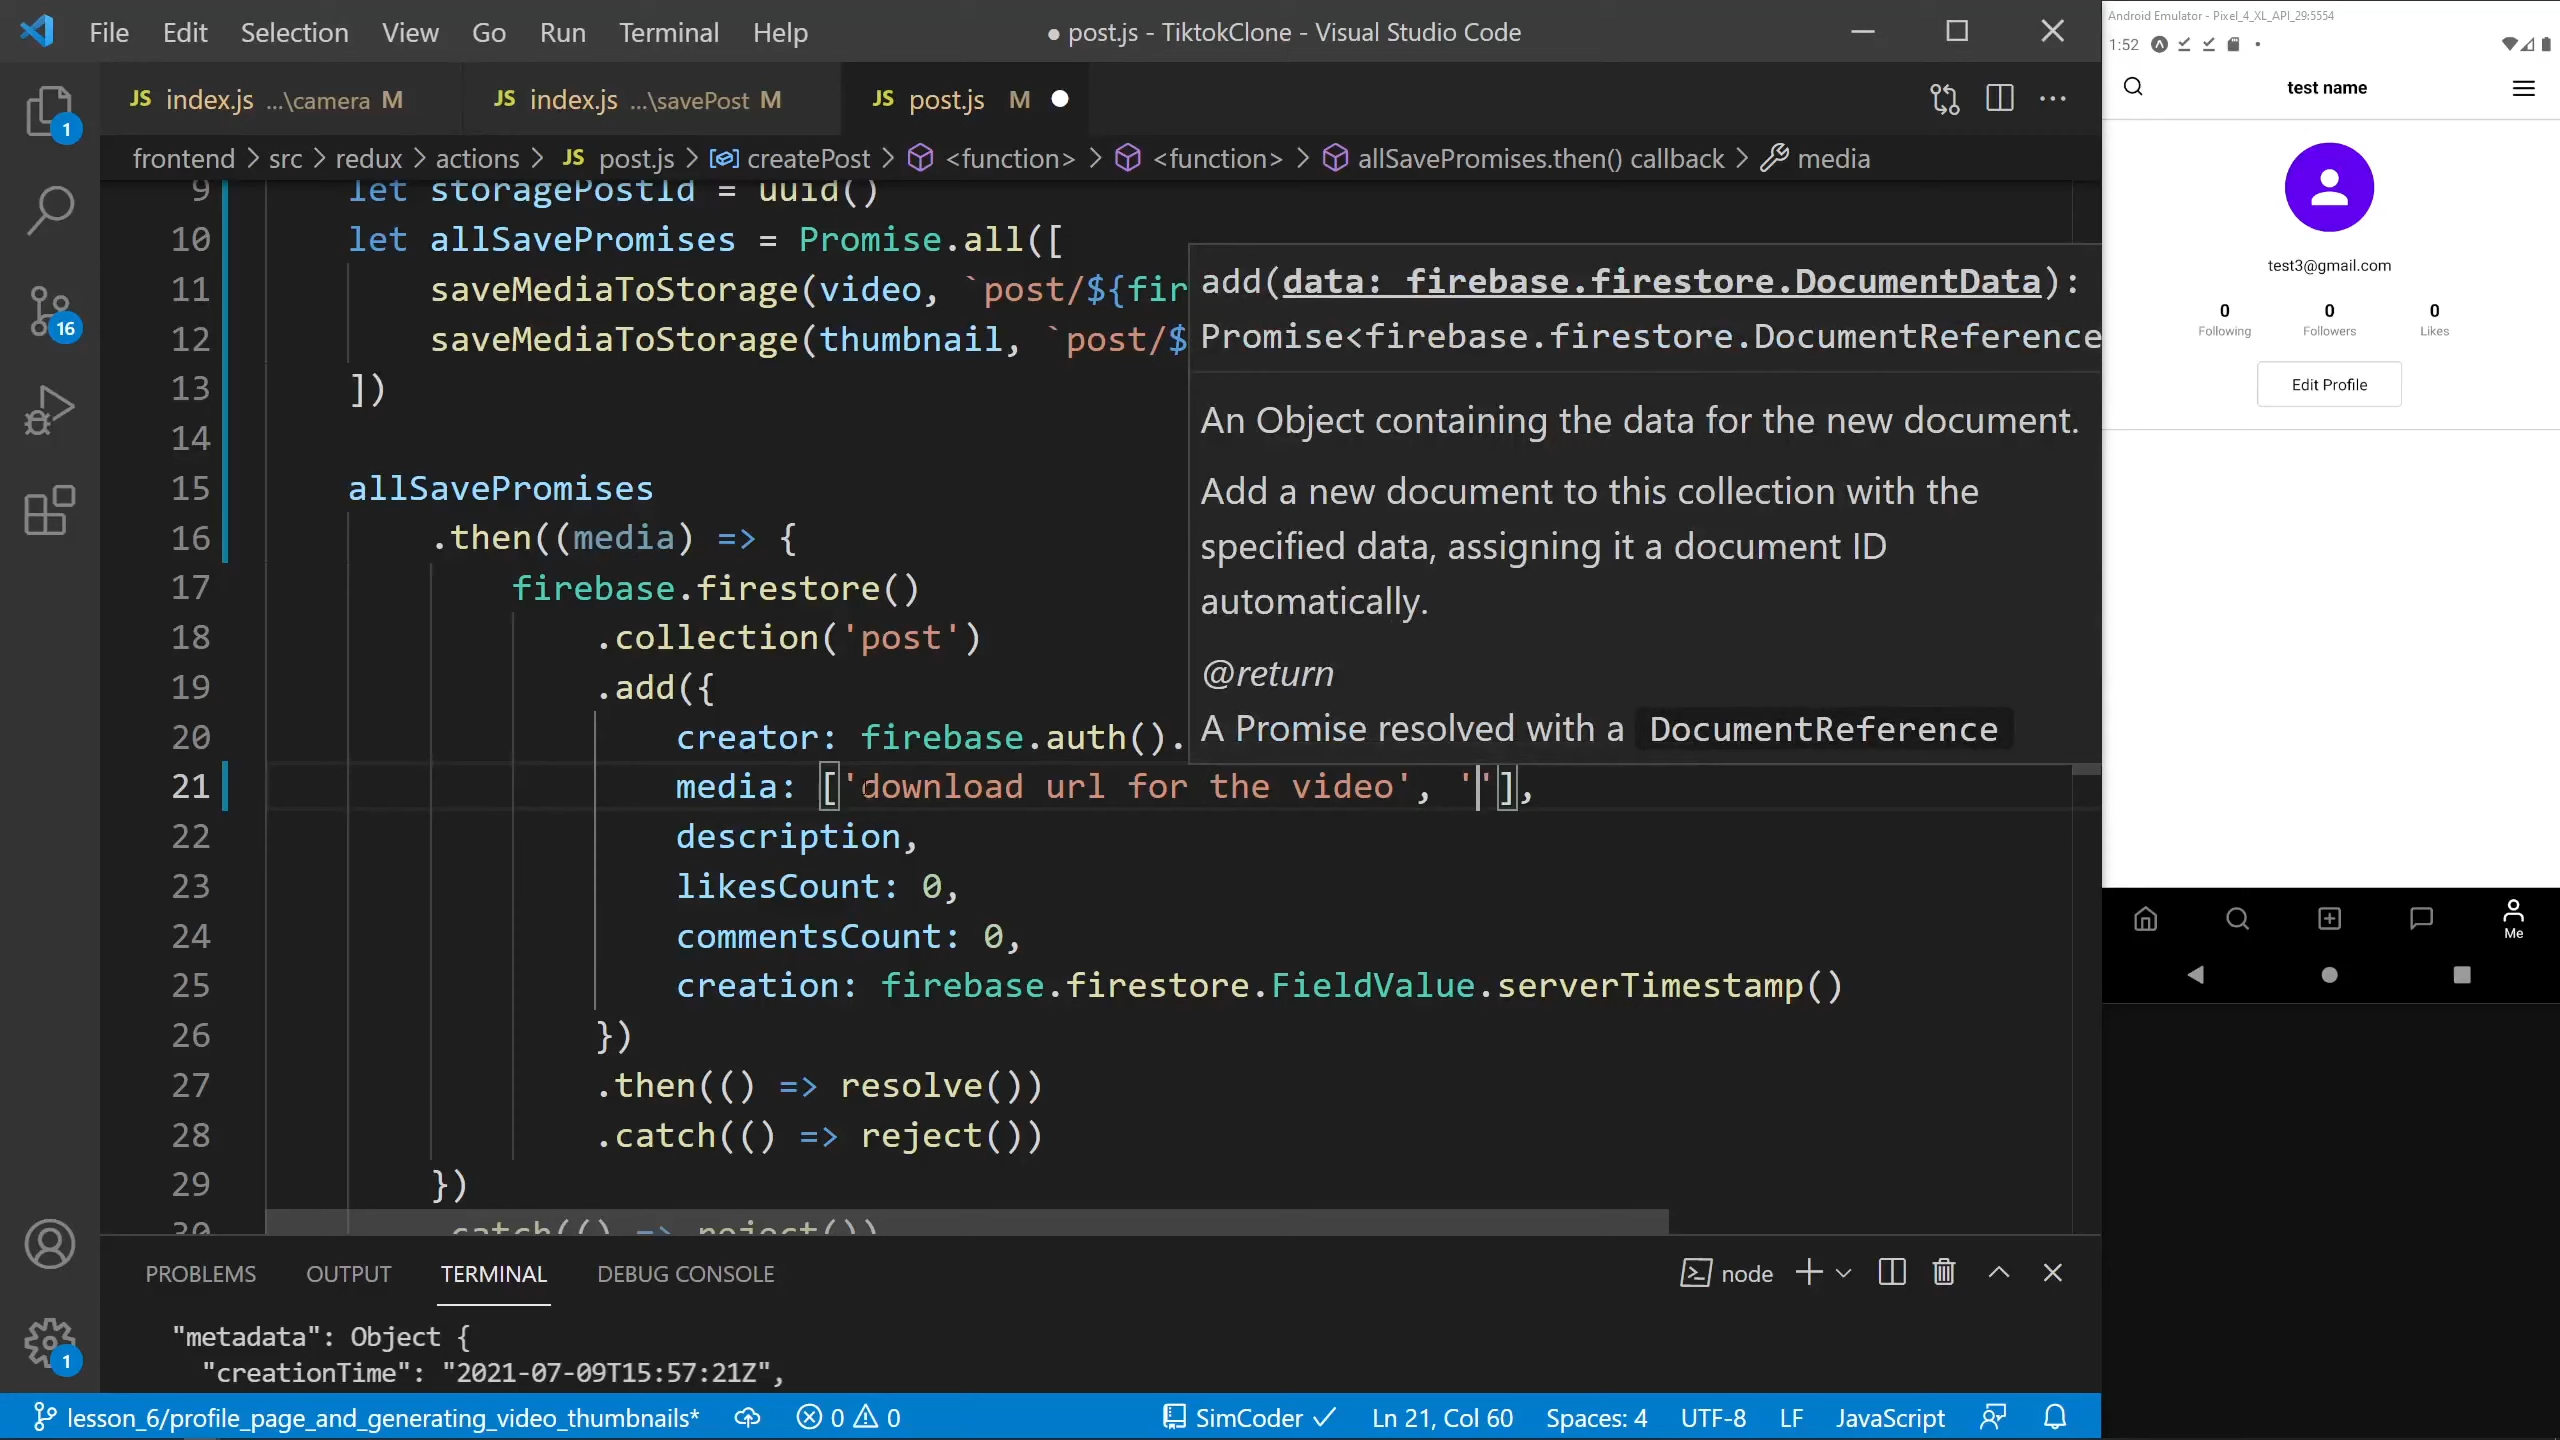 File Edit Selection View Go Run Terminal Help
● post.js - TiktokClone - Visual Studio Code
JS index.js ...\camera M
JS index.js ...\savePost M
JS post.js M
frontend > src > redux > actions > JS post.js > createPost > <function> > <function> > allSavePromises.then() callback > media
9 let storagePostId = uuid()
10 let allSavePromises = Promise.all([
11 saveMediaToStorage(video, `post/${fir
12 saveMediaToStorage(thumbnail, `post/$
13 ])
14
15 allSavePromises
16 .then((media) => {
17 firebase.firestore()
18 .collection('post')
19 .add({
20 creator: firebase.auth().
21 media: ['download url for the video', ''],
22 description,
23 likesCount: 0,
24 commentsCount: 0,
25 creation: firebase.firestore.FieldValue.serverTimestamp()
26 })
27 .then(() => resolve())
28 .catch(() => reject())
29 })
30 .catch(() => reject())
add(data: firebase.firestore.DocumentData):
Promise<firebase.firestore.DocumentReference
An Object containing the data for the new document.
Add a new document to this collection with the
specified data, assigning it a document ID
automatically.
@return
A Promise resolved with a DocumentReference
PROBLEMS OUTPUT TERMINAL DEBUG CONSOLE
node
"metadata": Object {
"creationTime": "2021-07-09T15:57:21Z",
1
16
1
lesson_6/profile_page_and_generating_video_thumbnails* 0 0
SimCoder ✓ Ln 21, Col 60 Spaces: 4 UTF-8 LF JavaScript
Android Emulator - Pixel_4_XL_API_29:5554
1:52
test name
test3@gmail.com
0 0 0
Following Followers Likes
Edit Profile
Me